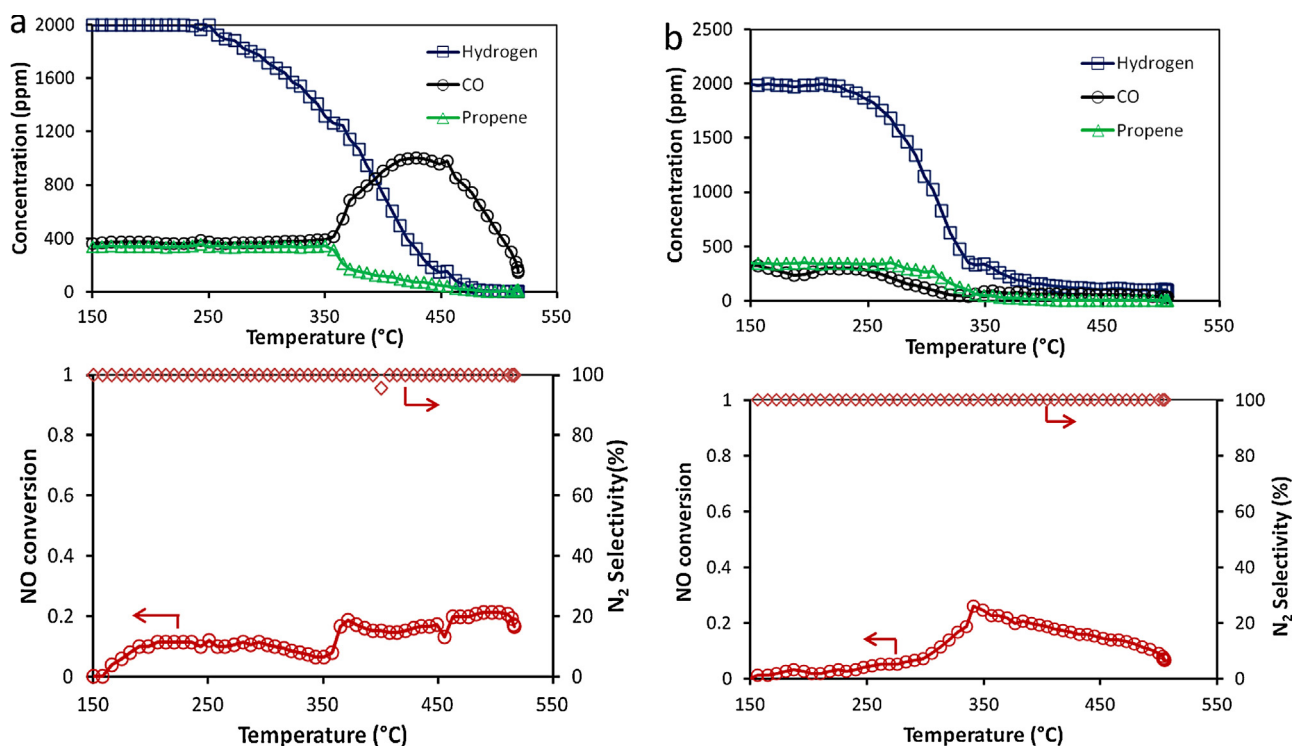 a
Concentration (ppm)
2000
1600
1200
800
400
0
Hydrogen
CO
Propene
150 250 350 450 550
Temperature (°C)
b
Concentration (ppm)
2500
2000
1500
1000
500
0
Hydrogen
CO
Propene
150 250 350 450 550
Temperature (°C)
NO conversion
1
0.8
0.6
0.4
0.2
0
100
80
60
40
20
0
N2 Selectivity(%)
150 250 350 450 550
Temperature (°C)
NO conversion
1
0.8
0.6
0.4
0.2
0
100
80
60
40
20
0
N2 Selectivity (%)
150 250 350 450 550
Temperature (°C)